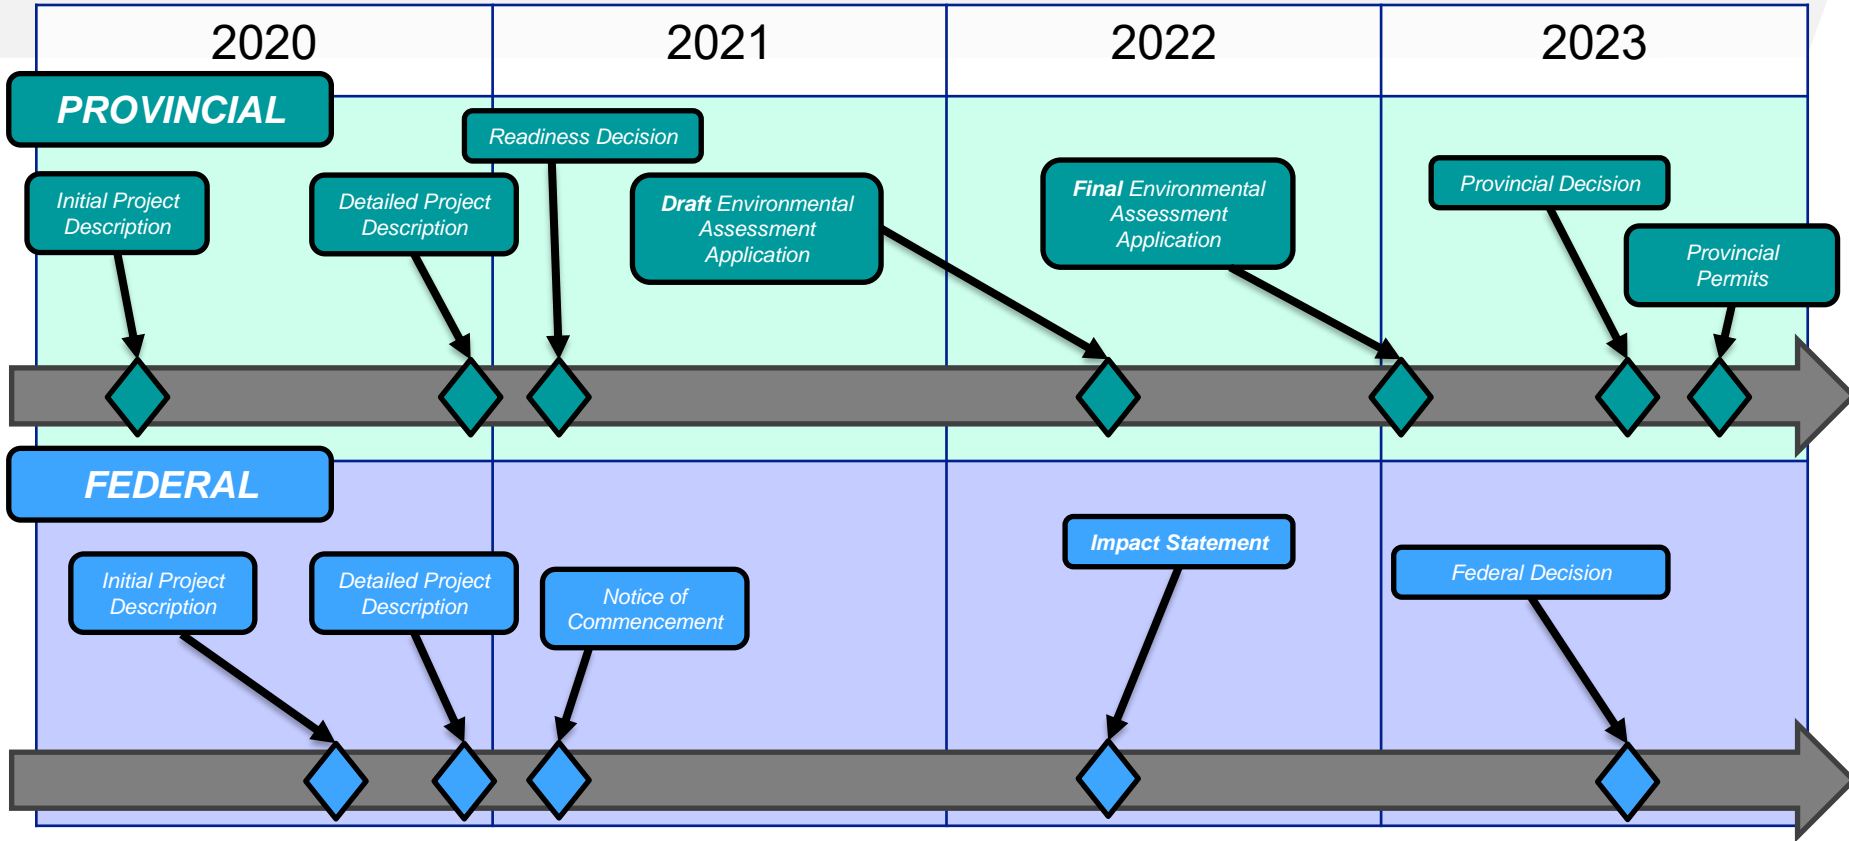 2020
2021
2022
2023
PROVINCIAL
Readiness Decision
Initial Project
Description
Detailed Project
Description
Draft Environmental
Assessment
Application
Final Environmental
Assessment
Application
Provincial Decision
Provincial
Permits
FEDERAL
Initial Project
Description
Detailed Project
Description
Notice of
Commencement
Impact Statement
Federal Decision